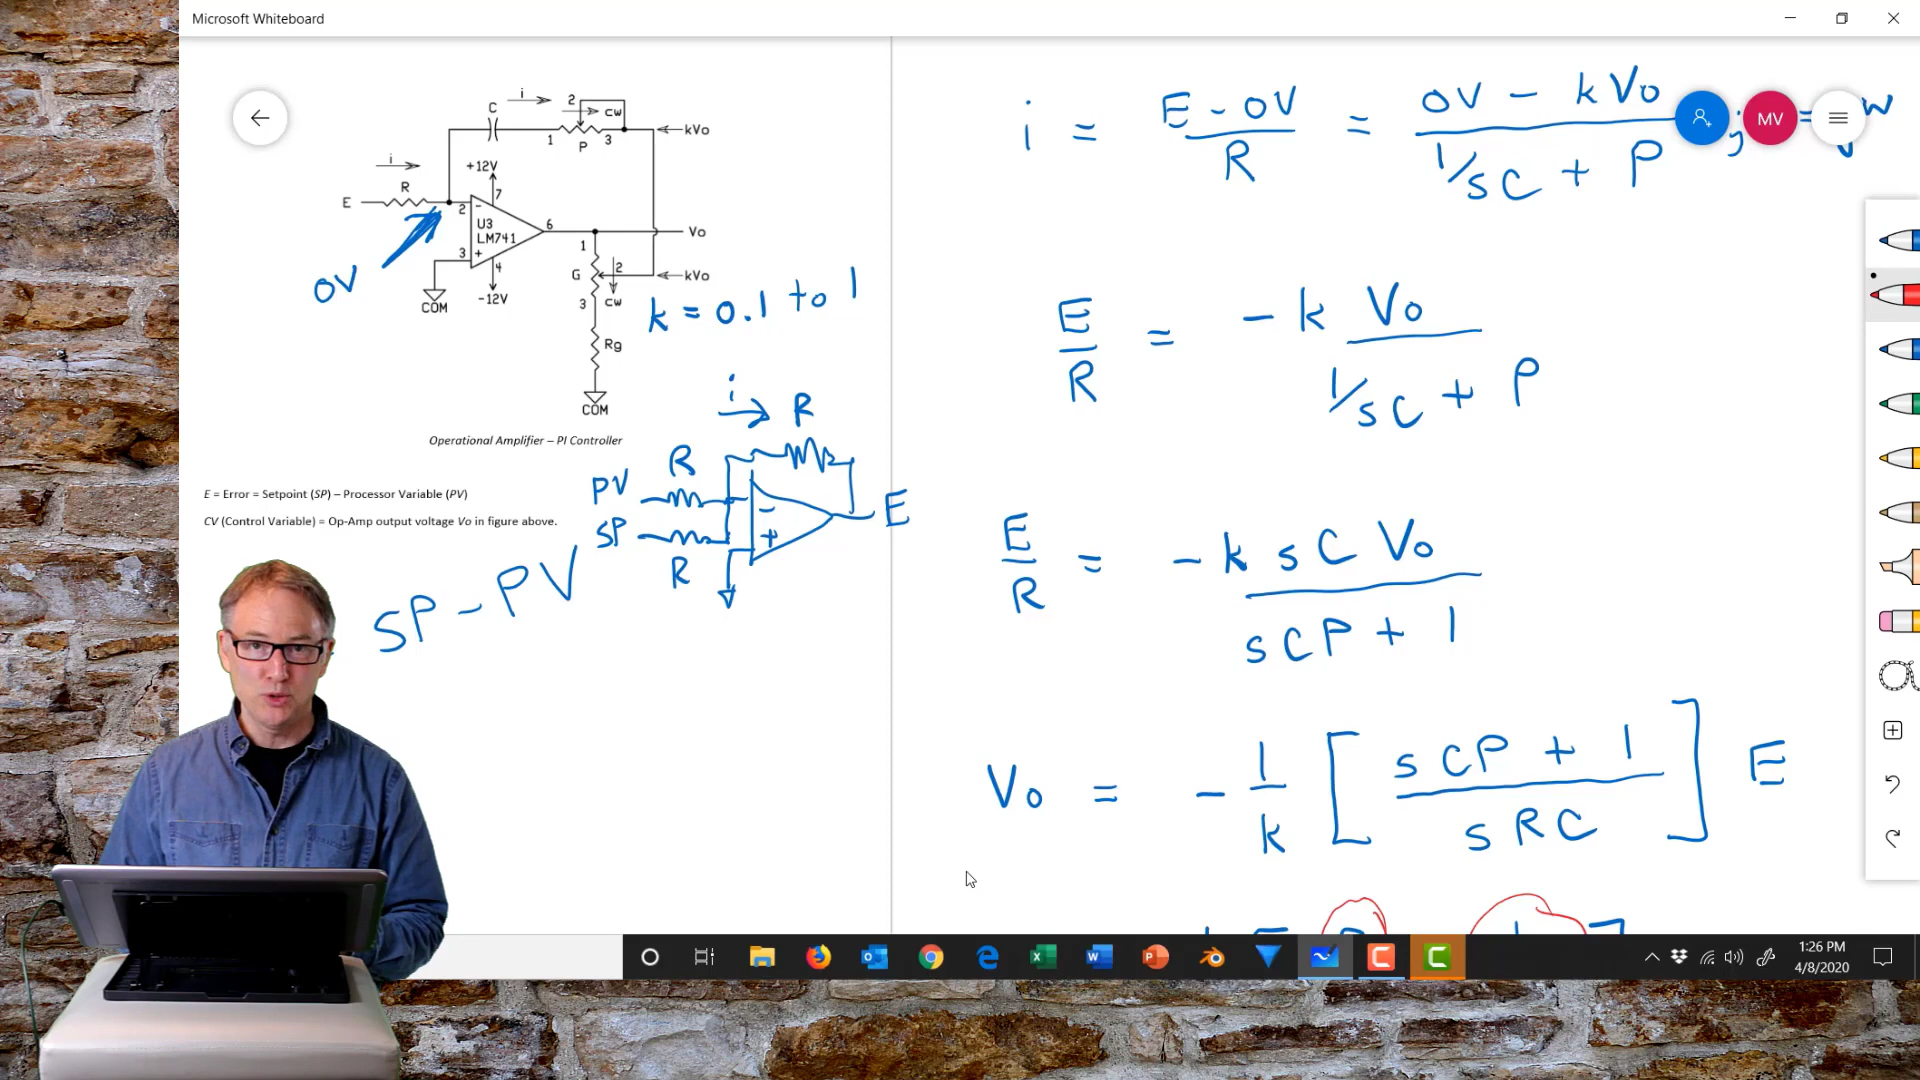 Microsoft Whiteboard
i
C
2
cw
1
P
3
kVo
i
R
+12V
7
E
2
-
U3
LM741
6
Vo
3
+
4
1
G
2
kVo
-12V
COM
3
cw
Rg
COM
0V
k = 0.1 to 1
Operational Amplifier – PI Controller
E = Error = Setpoint (SP) – Processor Variable (PV)
CV (Control Variable) = Op-Amp output voltage Vo in figure above.
i
R
PV R
-
E
SP
+
R
SP - PV
i = E - 0V / R = 0V - kVo / 1/sC + P ; = w
MV
E / R = - k Vo / 1/sC + P
E / R = - k s C Vo / s C P + 1
Vo = - 1 / k [ s C P + 1 / s R C ] E
1:26 PM
4/8/2020